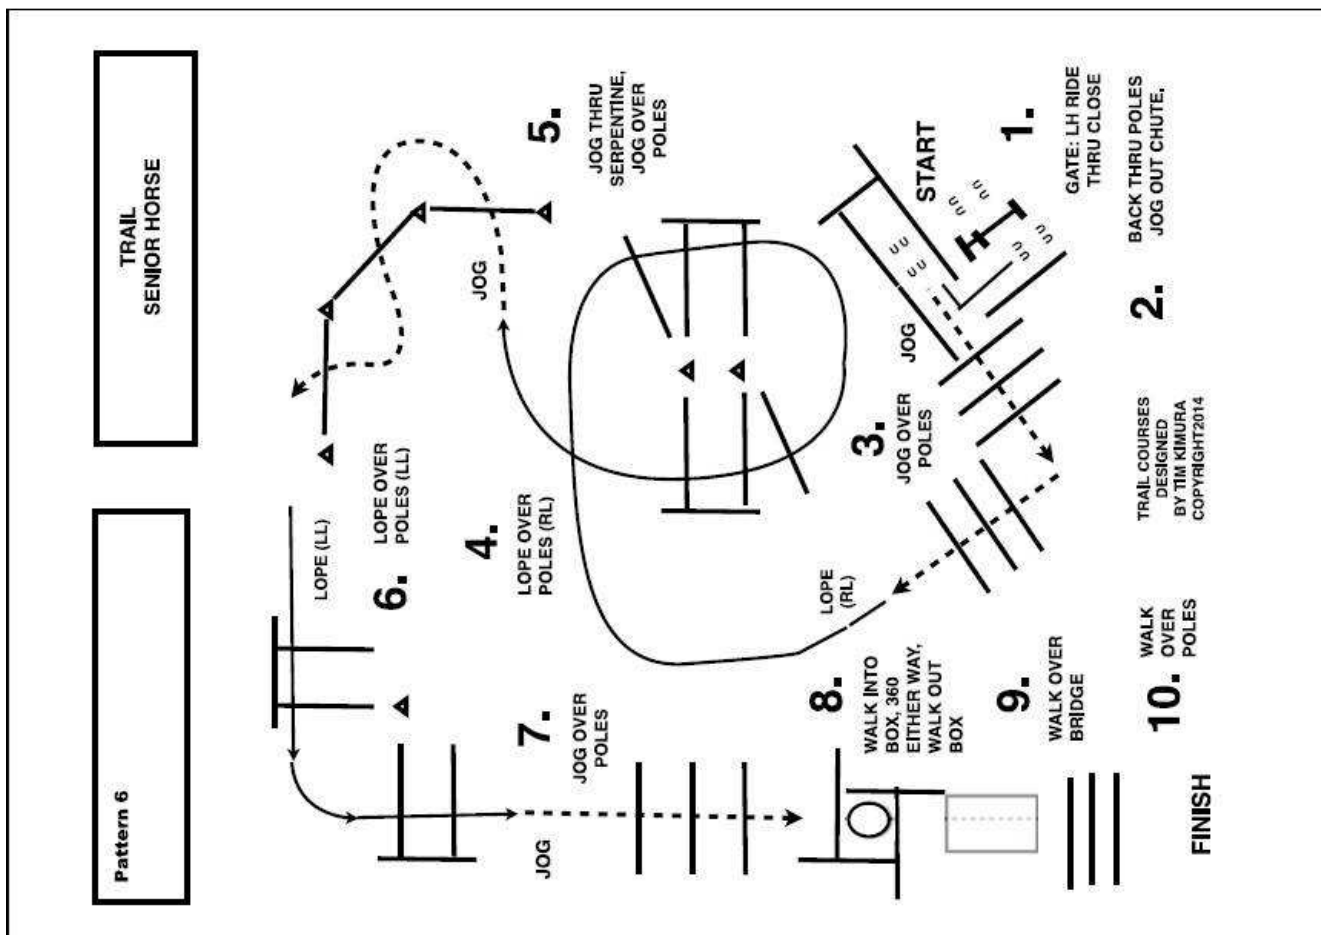 Pattern 6
TRAIL
SENIOR HORSE
START
1.
GATE: LH RIDE
THRU CLOSE
2.
BACK THRU POLES
JOG OUT CHUTE,
JOG
3.
JOG OVER
POLES
LOPE
(RL)
4.
LOPE OVER
POLES (RL)
JOG
5.
JOG THRU
SERPENTINE,
JOG OVER
POLES
LOPE (LL)
6.
LOPE OVER
POLES (LL)
JOG
7.
JOG OVER
POLES
8.
WALK INTO
BOX, 360
EITHER WAY,
WALK OUT
BOX
9.
WALK OVER
BRIDGE
10.
WALK
OVER
POLES
FINISH
TRAIL COURSES
DESIGNED
BY TIM KIMURA
COPYRIGHT2014